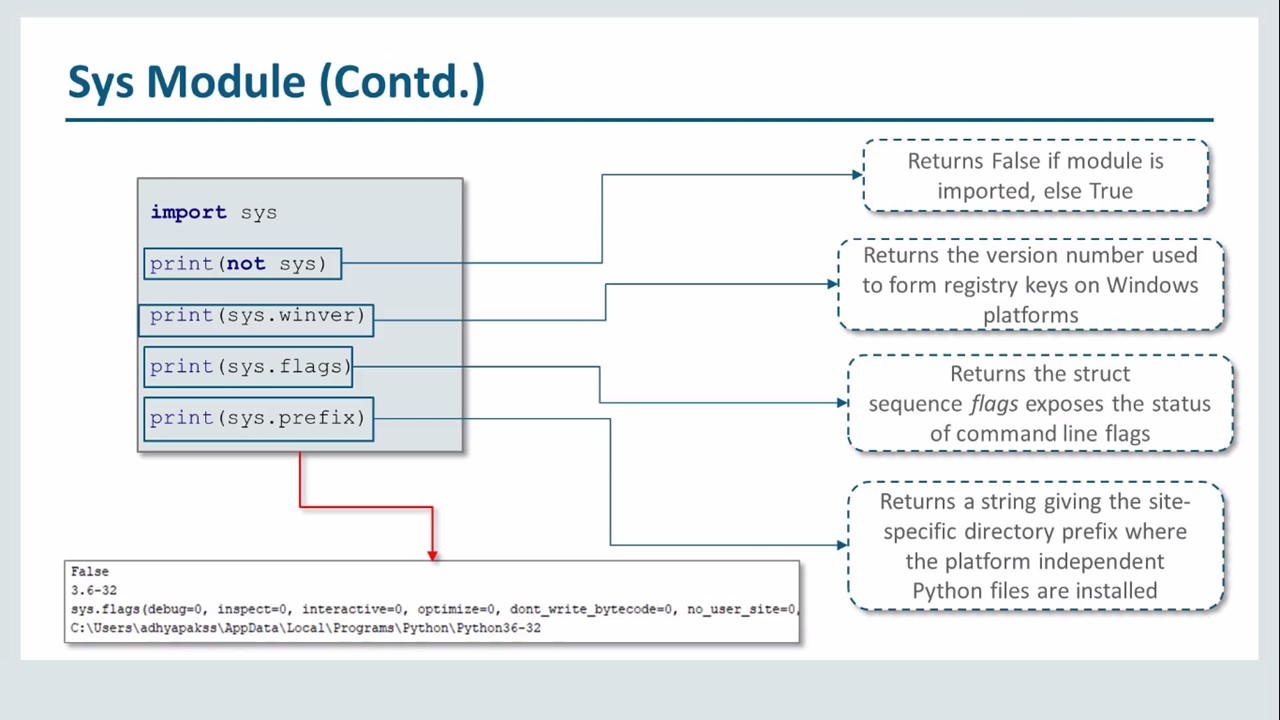 Sys Module (Contd.)
import sys
print(not sys)
print(sys.winver)
print(sys.flags)
print(sys.prefix)
Returns False if module is
imported, else True
Returns the version number used
to form registry keys on Windows
platforms
Returns the struct
sequence flags exposes the status
of command line flags
Returns a string giving the site-
specific directory prefix where
the platform independent
Python files are installed
False
3.6-32
sys.flags(debug=0, inspect=0, interactive=0, optimize=0, dont_write_bytecode=0, no_user_site=0,
C:\Users\adhyapakss\AppData\Local\Programs\Python\Python36-32